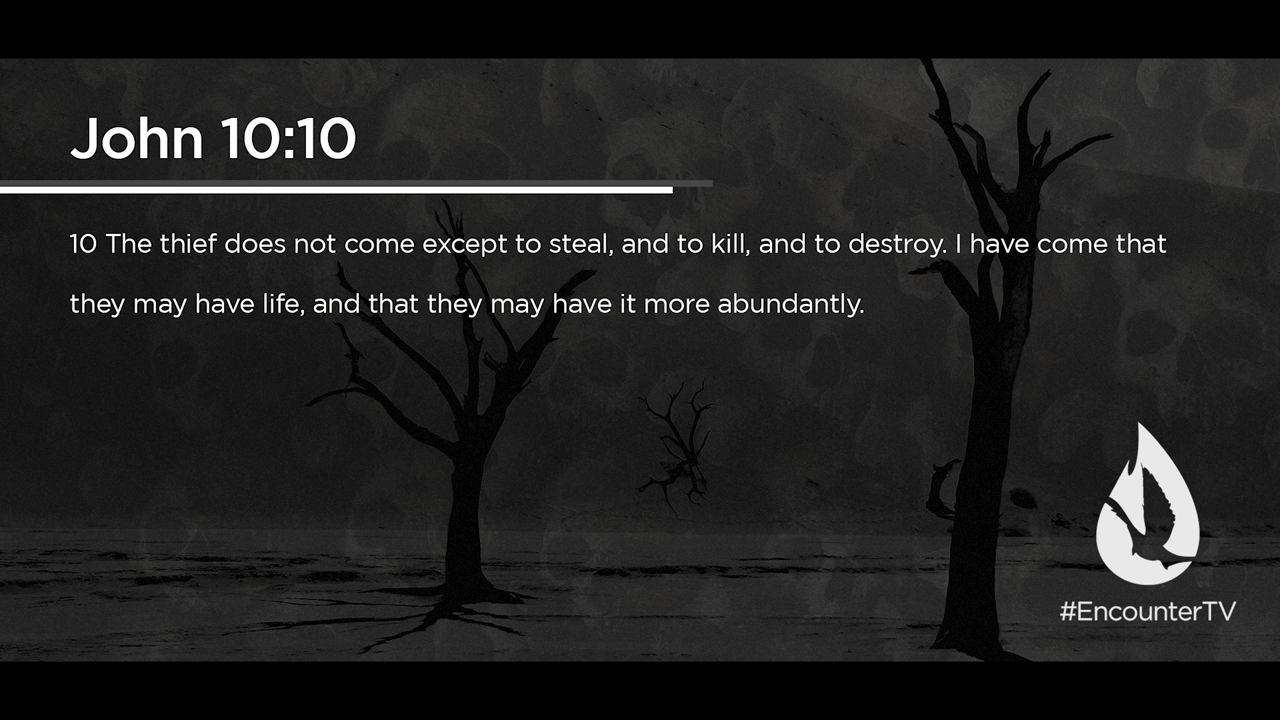 John 10:10
10 The thief does not come except to steal, and to kill, and to destroy. I have come that
they may have life, and that they may have it more abundantly.
#EncounterTV